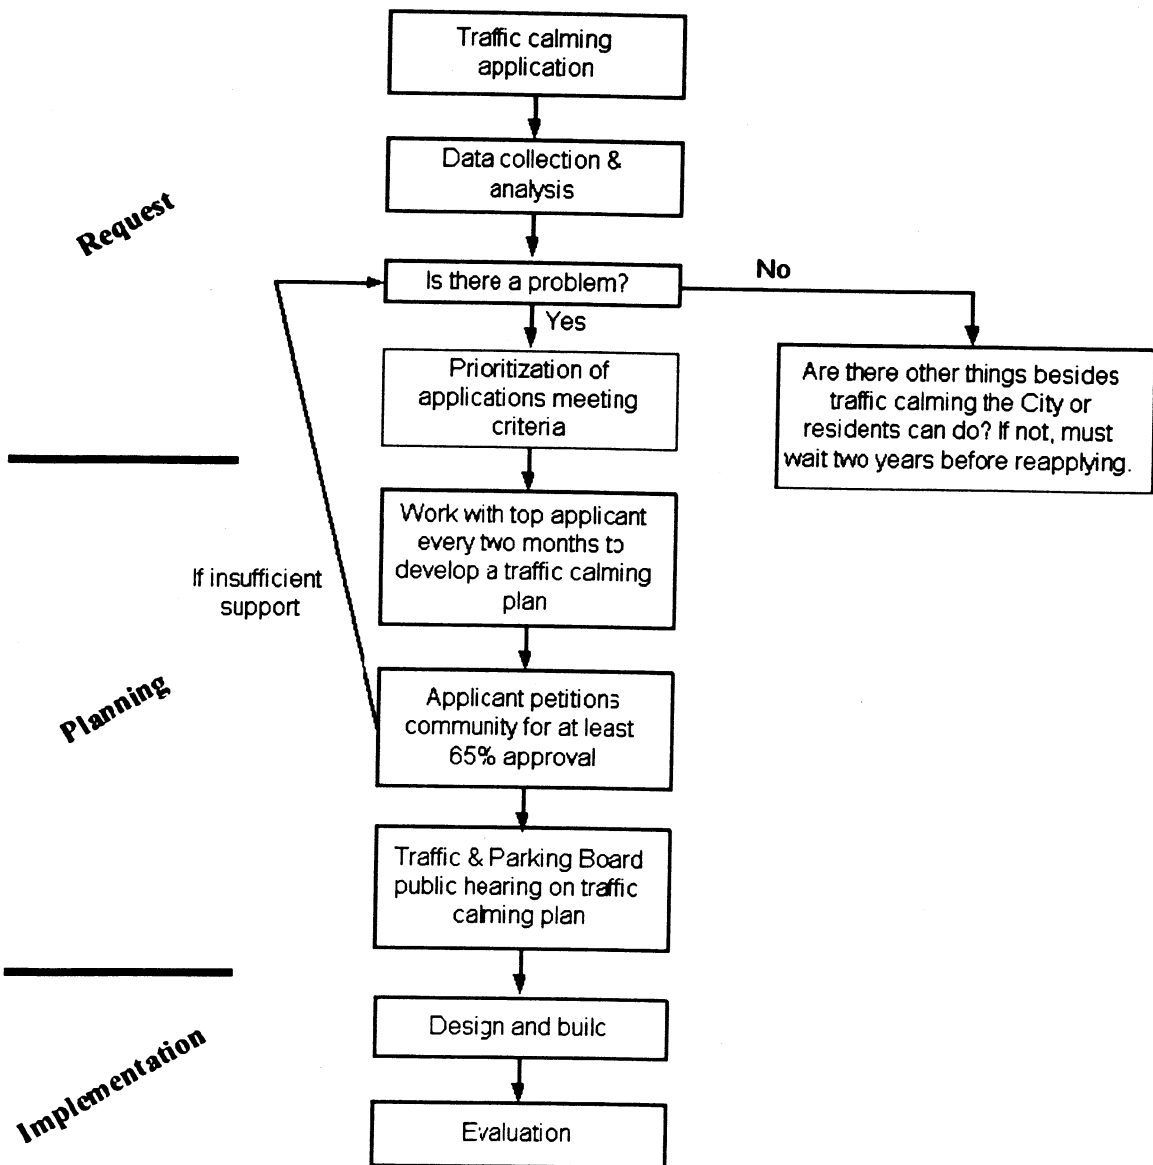 Traffic calming
application
Data collection &
analysis
Request
Is there a problem?
No
Yes
Prioritization of
applications meeting
criteria
Are there other things besides
traffic calming the City or
residents can do? If not, must
wait two years before reapplying.
Work with top applicant
every two months to
develop a traffic calming
plan
If insufficient
support
Planning
Applicant petitions
community for at least
65% approval
Traffic & Parking Board
public hearing on traffic
calming plan
Implementation
Design and build
Evaluation